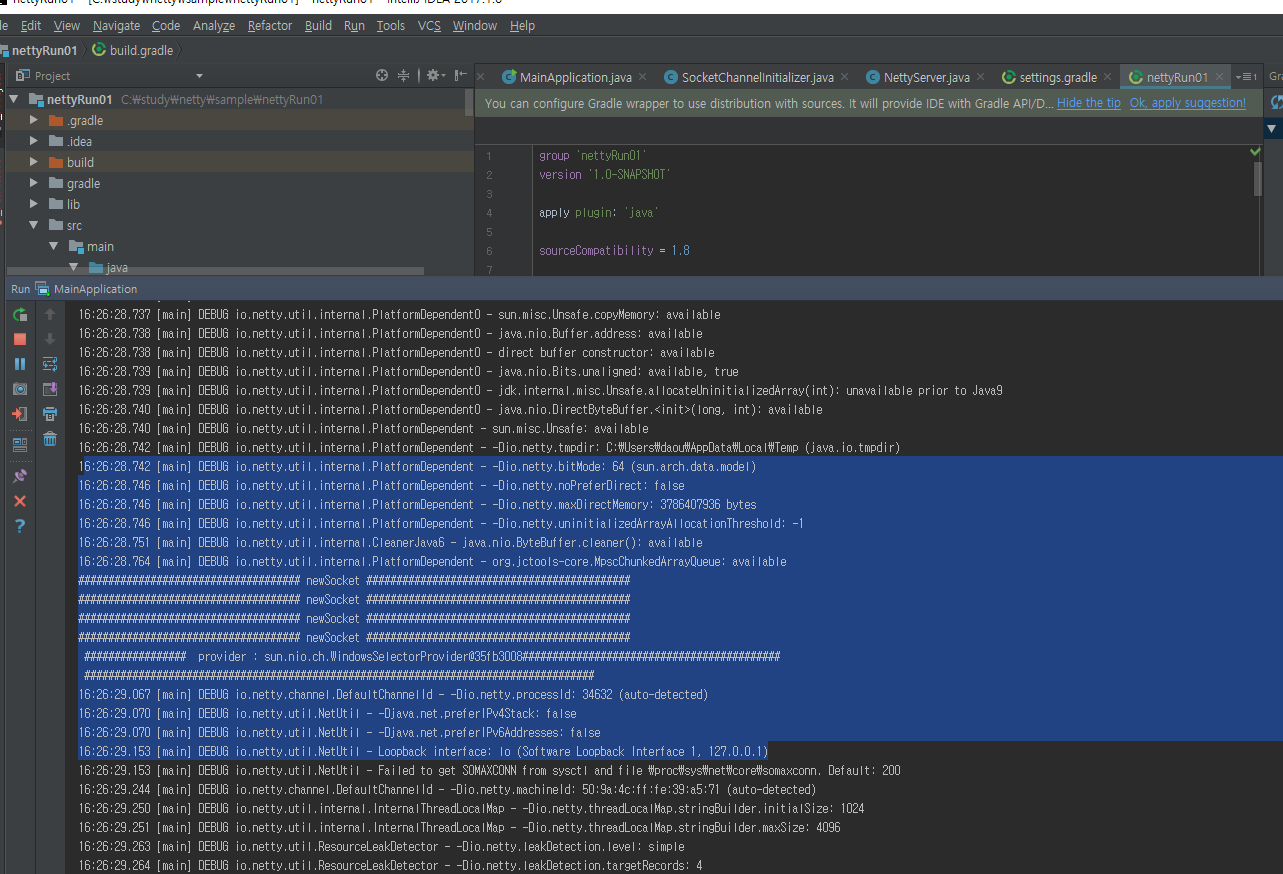 nettyRun01 - [C:\study\netty\sample\nettyRun01] - nettyRun01 - IntelliJ IDEA 2017.1.6
Edit View Navigate Code Analyze Refactor Build Run Tools VCS Window Help
nettyRun01 build.gradle
Project
MainApplication.java SocketChannelInitializer.java NettyServer.java settings.gradle nettyRun01
nettyRun01 C:₩study₩netty₩sample₩nettyRun01
You can configure Gradle wrapper to use distribution with sources. It will provide IDE with Gradle API/D... Hide the tip Ok, apply suggestion!
.gradle
.idea
build
gradle
lib
src
main
java
1 group 'nettyRun01'
2 version '1.0-SNAPSHOT'
3
4 apply plugin: 'java'
5
6 sourceCompatibility = 1.8
7
Run MainApplication
16:26:28.737 [main] DEBUG io.netty.util.internal.PlatformDependent0 - sun.misc.Unsafe.copyMemory: available
16:26:28.738 [main] DEBUG io.netty.util.internal.PlatformDependent0 - java.nio.Buffer.address: available
16:26:28.738 [main] DEBUG io.netty.util.internal.PlatformDependent0 - direct buffer constructor: available
16:26:28.739 [main] DEBUG io.netty.util.internal.PlatformDependent0 - java.nio.Bits.unaligned: available, true
16:26:28.739 [main] DEBUG io.netty.util.internal.PlatformDependent0 - jdk.internal.misc.Unsafe.allocateUninitializedArray(int): unavailable prior to Java9
16:26:28.740 [main] DEBUG io.netty.util.internal.PlatformDependent0 - java.nio.DirectByteBuffer.<init>(long, int): available
16:26:28.740 [main] DEBUG io.netty.util.internal.PlatformDependent - sun.misc.Unsafe: available
16:26:28.742 [main] DEBUG io.netty.util.internal.PlatformDependent - -Dio.netty.tmpdir: C:₩Users₩daou₩AppData₩Local₩Temp (java.io.tmpdir)
16:26:28.742 [main] DEBUG io.netty.util.internal.PlatformDependent - -Dio.netty.bitMode: 64 (sun.arch.data.model)
16:26:28.746 [main] DEBUG io.netty.util.internal.PlatformDependent - -Dio.netty.noPreferDirect: false
16:26:28.746 [main] DEBUG io.netty.util.internal.PlatformDependent - -Dio.netty.maxDirectMemory: 3786407936 bytes
16:26:28.746 [main] DEBUG io.netty.util.internal.PlatformDependent - -Dio.netty.uninitializedArrayAllocationThreshold: -1
16:26:28.751 [main] DEBUG io.netty.util.internal.CleanerJava6 - java.nio.ByteBuffer.cleaner(): available
16:26:28.764 [main] DEBUG io.netty.util.internal.PlatformDependent - org.jctools-core.MpscChunkedArrayQueue: available
##################################### newSocket ############################################
##################################### newSocket ############################################
##################################### newSocket ############################################
##################################### newSocket ############################################
################# provider : sun.nio.ch.WindowsSelectorProvider@35fb3008###########################################
#####################################################################################
16:26:29.067 [main] DEBUG io.netty.channel.DefaultChannelId - -Dio.netty.processId: 34632 (auto-detected)
16:26:29.070 [main] DEBUG io.netty.util.NetUtil - -Djava.net.preferIPv4Stack: false
16:26:29.070 [main] DEBUG io.netty.util.NetUtil - -Djava.net.preferIPv6Addresses: false
16:26:29.153 [main] DEBUG io.netty.util.NetUtil - Loopback interface: lo (Software Loopback Interface 1, 127.0.0.1)
16:26:29.153 [main] DEBUG io.netty.util.NetUtil - Failed to get SOMAXCONN from sysctl and file ₩proc₩sys₩net₩core₩somaxconn. Default: 200
16:26:29.244 [main] DEBUG io.netty.channel.DefaultChannelId - -Dio.netty.machineId: 50:9a:4c:ff:fe:39:a5:71 (auto-detected)
16:26:29.250 [main] DEBUG io.netty.util.internal.InternalThreadLocalMap - -Dio.netty.threadLocalMap.stringBuilder.initialSize: 1024
16:26:29.251 [main] DEBUG io.netty.util.internal.InternalThreadLocalMap - -Dio.netty.threadLocalMap.stringBuilder.maxSize: 4096
16:26:29.263 [main] DEBUG io.netty.util.ResourceLeakDetector - -Dio.netty.leakDetection.level: simple
16:26:29.264 [main] DEBUG io.netty.util.ResourceLeakDetector - -Dio.netty.leakDetection.targetRecords: 4